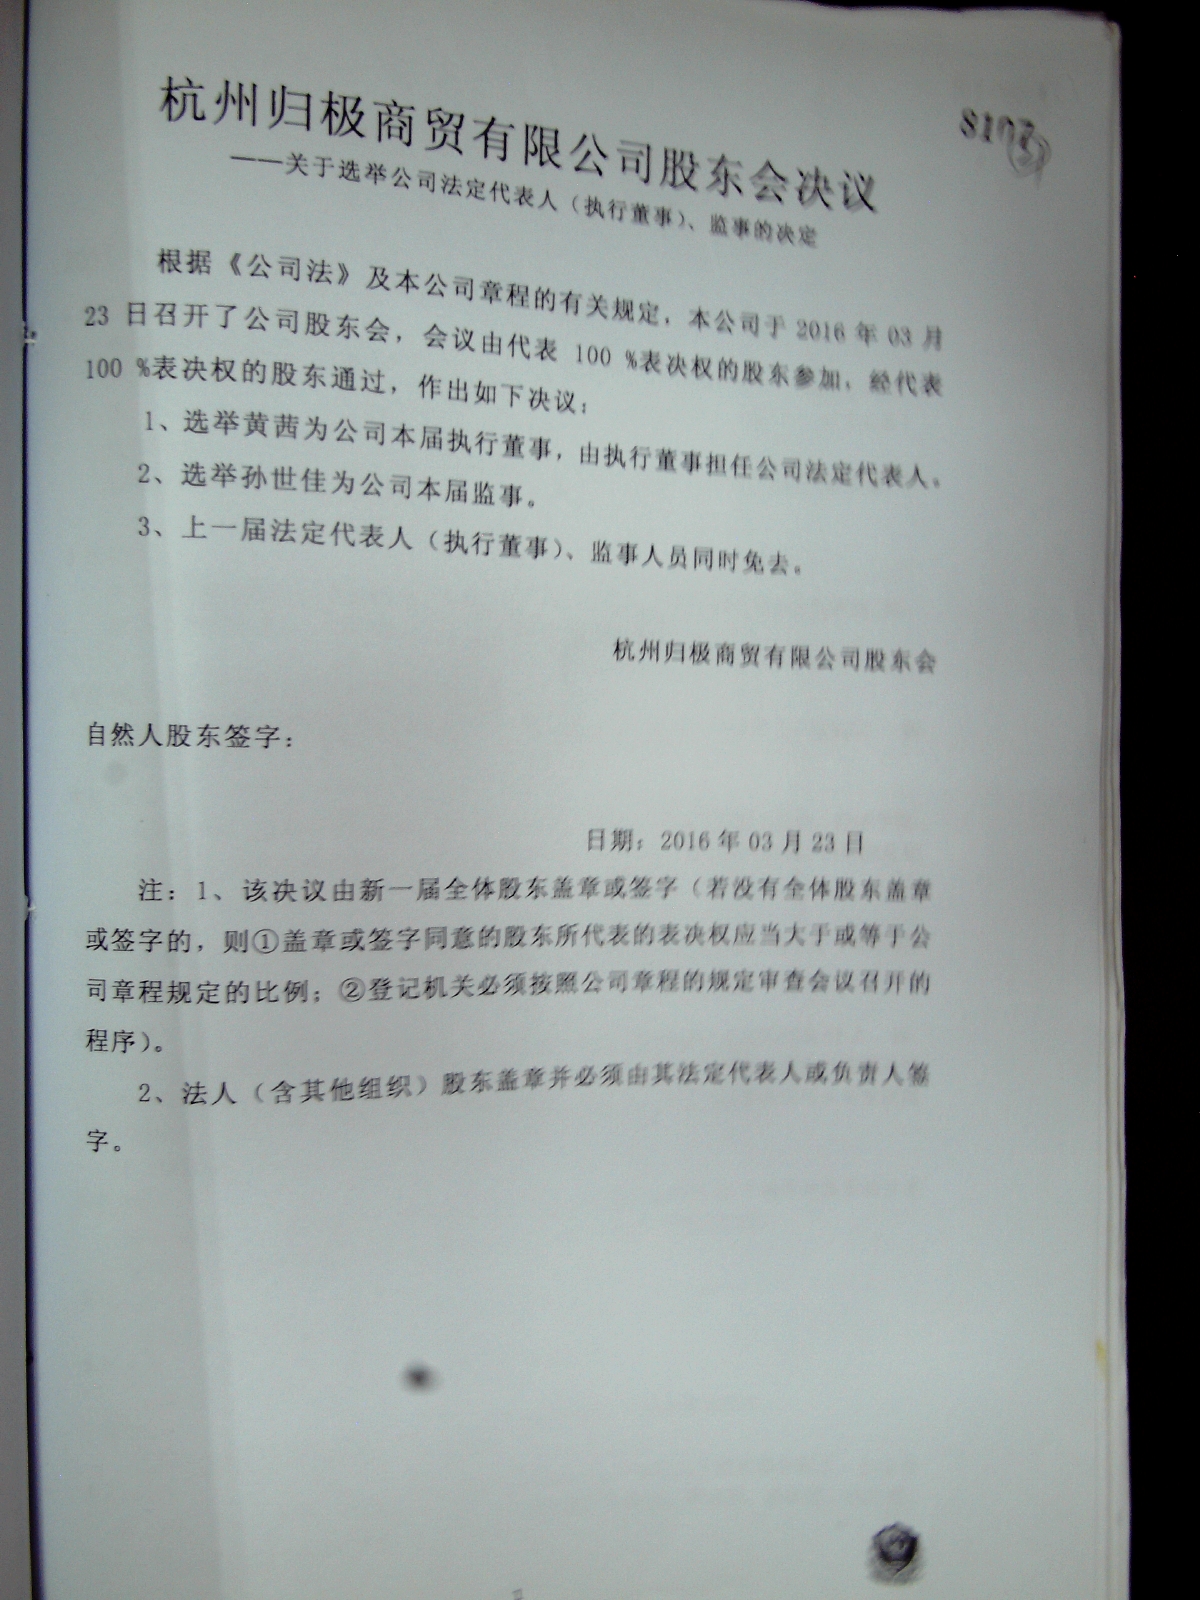 杭州归极商贸有限公司股东会决议
——关于选举公司法定代表人（执行董事）、监事的决定
根据《公司法》及本公司章程的有关规定，本公司于 2016 年 03 月
23 日召开了公司股东会，会议由代表 100 %表决权的股东参加，经代表
100 %表决权的股东通过，作出如下决议：
1、选举黄茜为公司本届执行董事，由执行董事担任公司法定代表人。
2、选举孙世佳为公司本届监事。
3、上一届法定代表人（执行董事）、监事人员同时免去。
杭州归极商贸有限公司股东会
自然人股东签字：
日期：2016 年 03 月 23 日
注：1、该决议由新一届全体股东盖章或签字（若没有全体股东盖章
或签字的，则①盖章或签字同意的股东所代表的表决权应当大于或等于公
司章程规定的比例；②登记机关必须按照公司章程的规定审查会议召开的
程序）。
2、法人（含其他组织）股东盖章并必须由其法定代表人或负责人签
字。